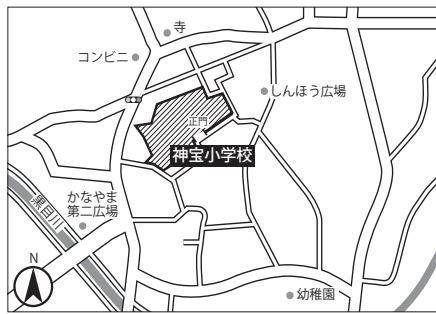 寺
コンビニ
しんほう広場
正門
神宝小学校
かなやま
第二広場
黒目川
N
幼稚園